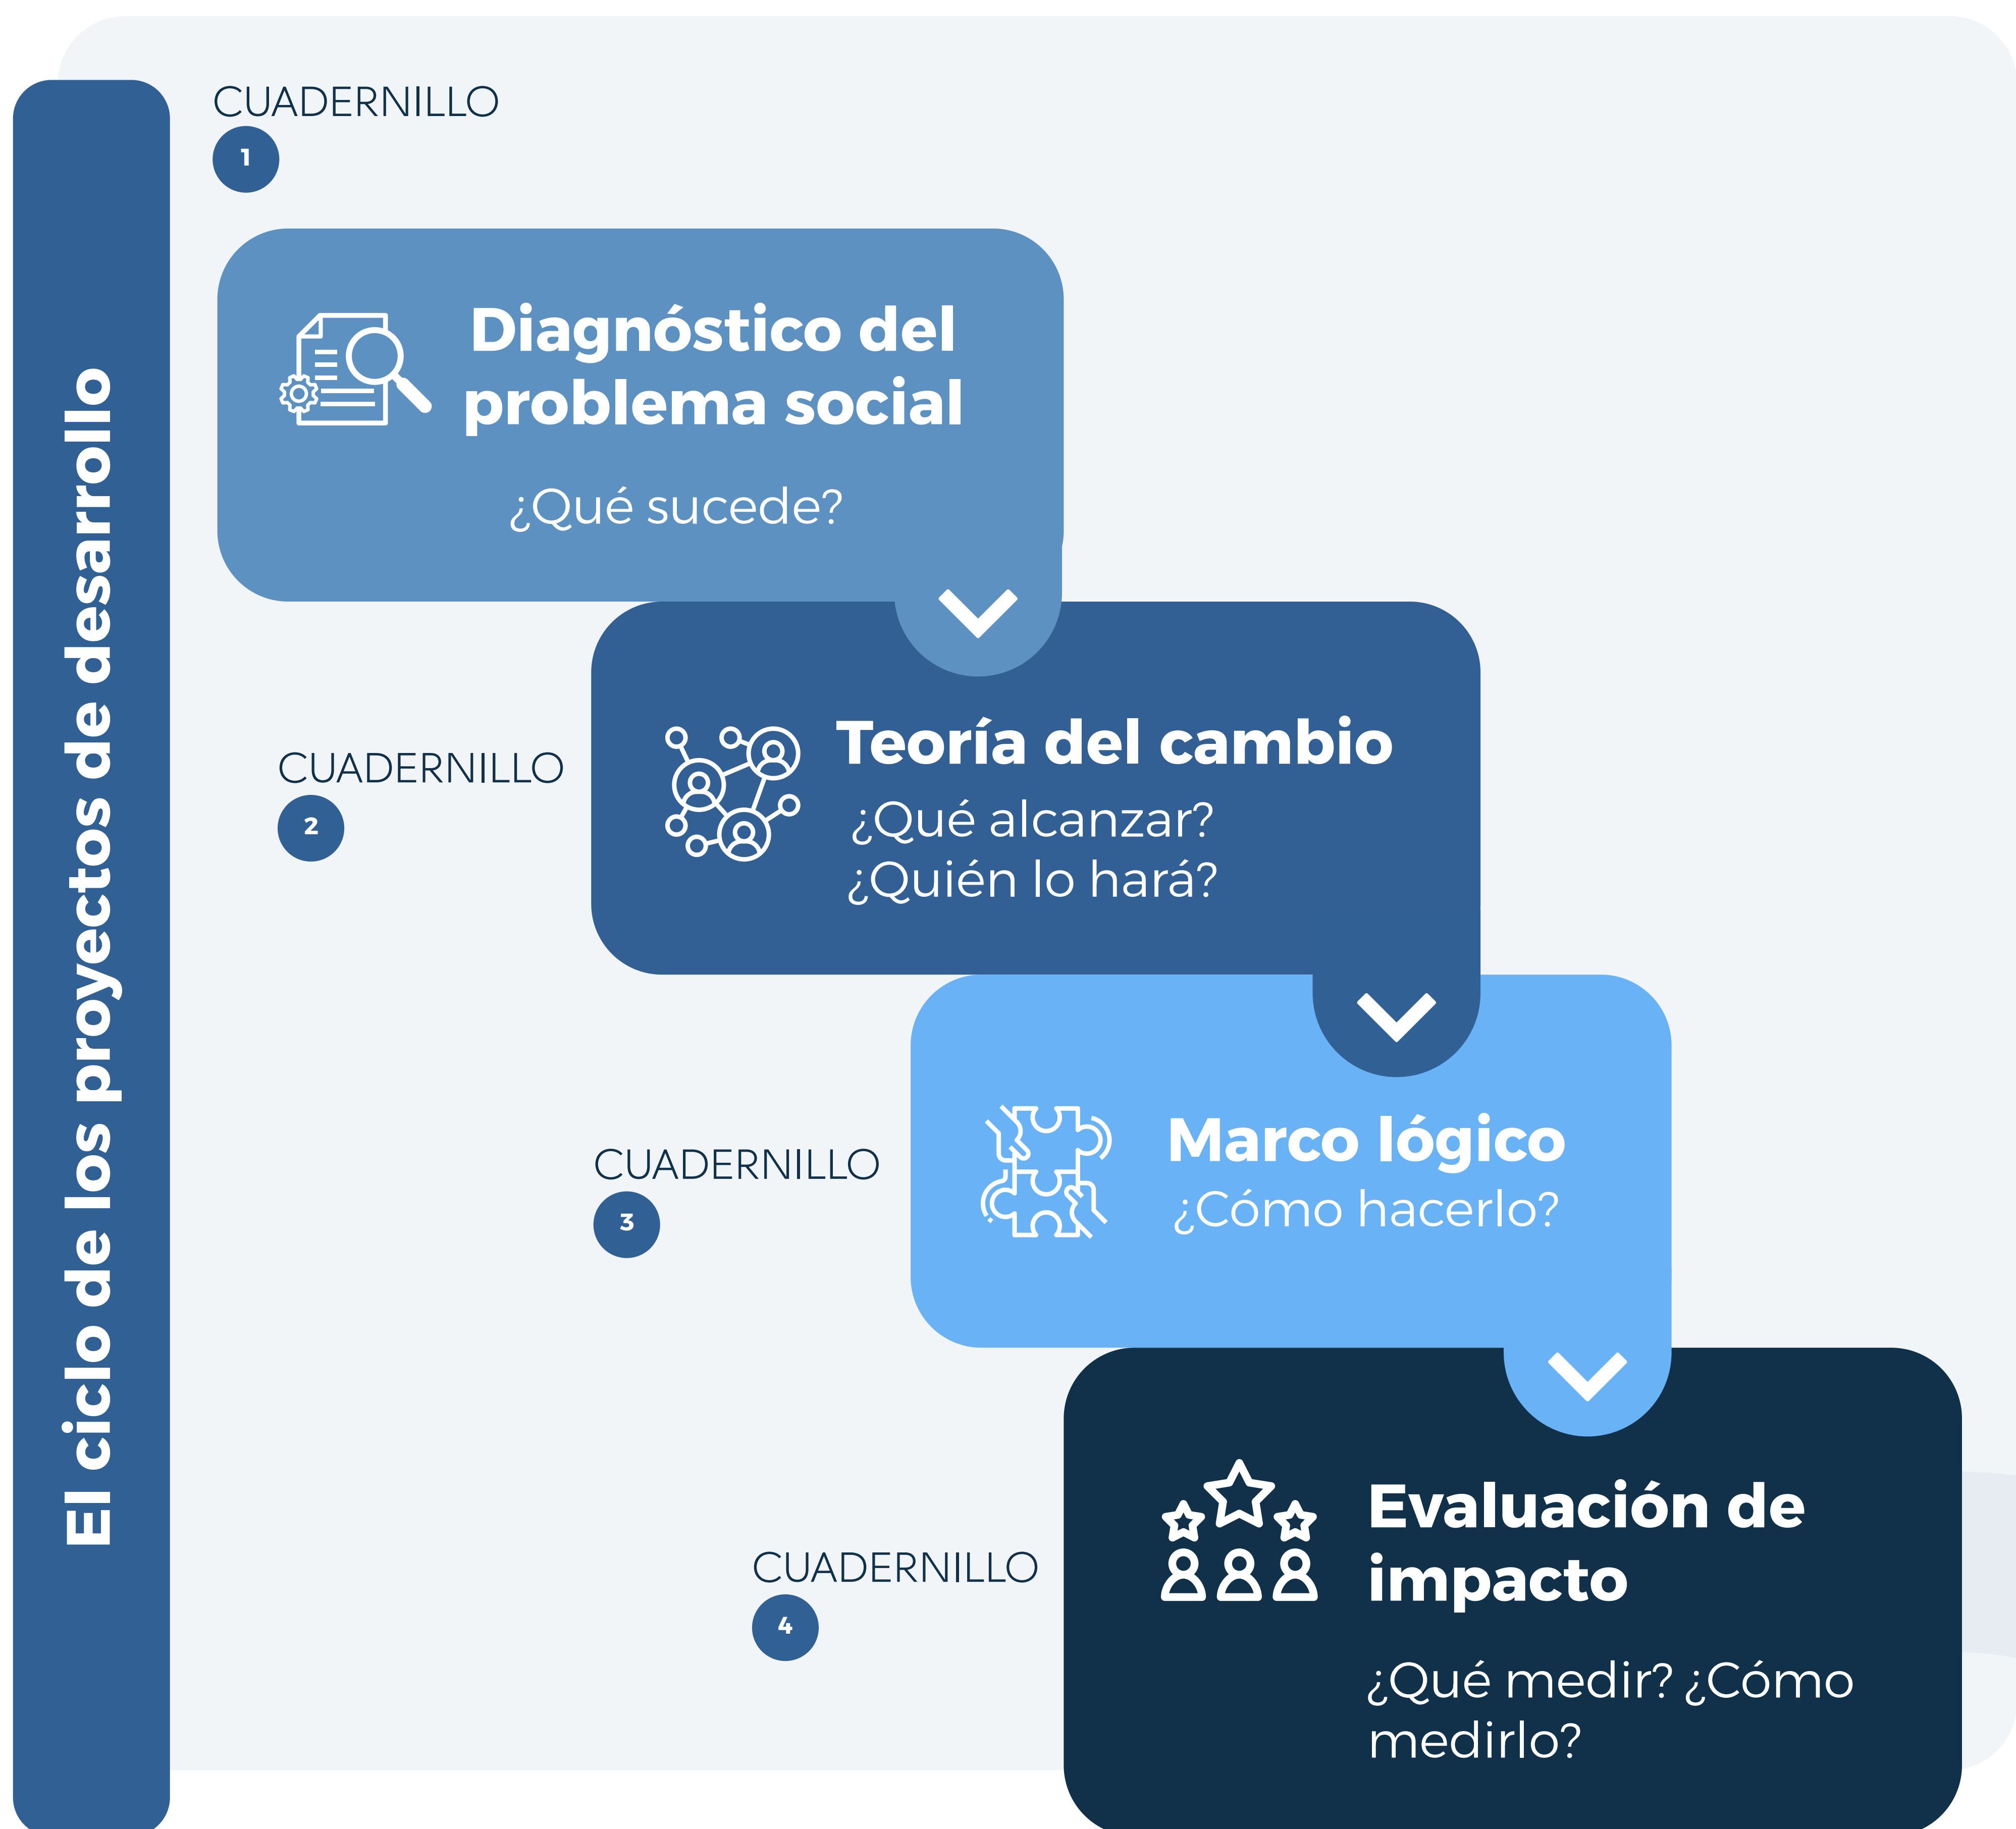 El ciclo de los proyectos de desarrollo
CUADERNILLO
1
Diagnóstico del
problema social
¿Qué sucede?
CUADERNILLO
2
Teoría del cambio
¿Qué alcanzar?
¿Quién lo hará?
CUADERNILLO
3
Marco lógico
¿Cómo hacerlo?
CUADERNILLO
4
Evaluación de
impacto
¿Qué medir? ¿Cómo
medirlo?